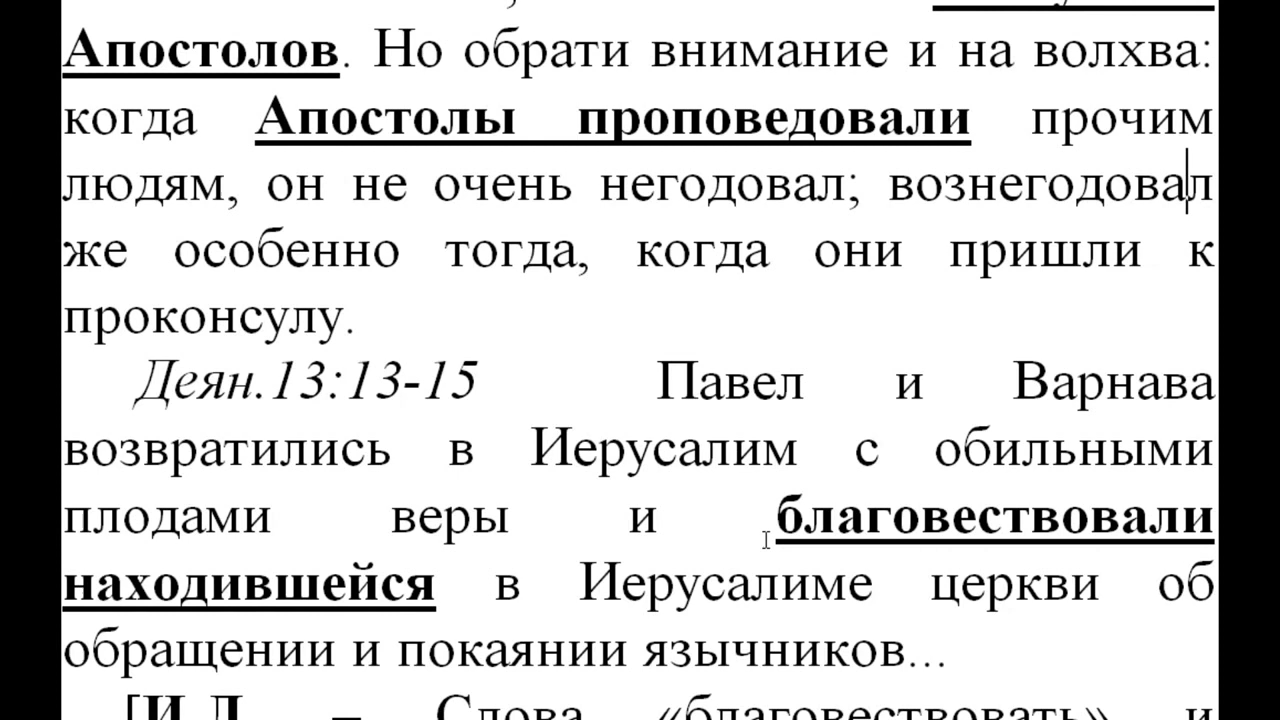 Апостолов. Но обрати внимание и на волхва:
когда Апостолы проповедовали прочим
людям, он не очень негодовал; вознегодовал
же особенно тогда, когда они пришли к
проконсулу.
Деян.13:13-15 Павел и Варнава
возвратились в Иерусалим с обильными
плодами веры и благовествовали
находившейся в Иерусалиме церкви об
обращении и покаянии язычников...
[И.Л. – Слова «благовествовать» и